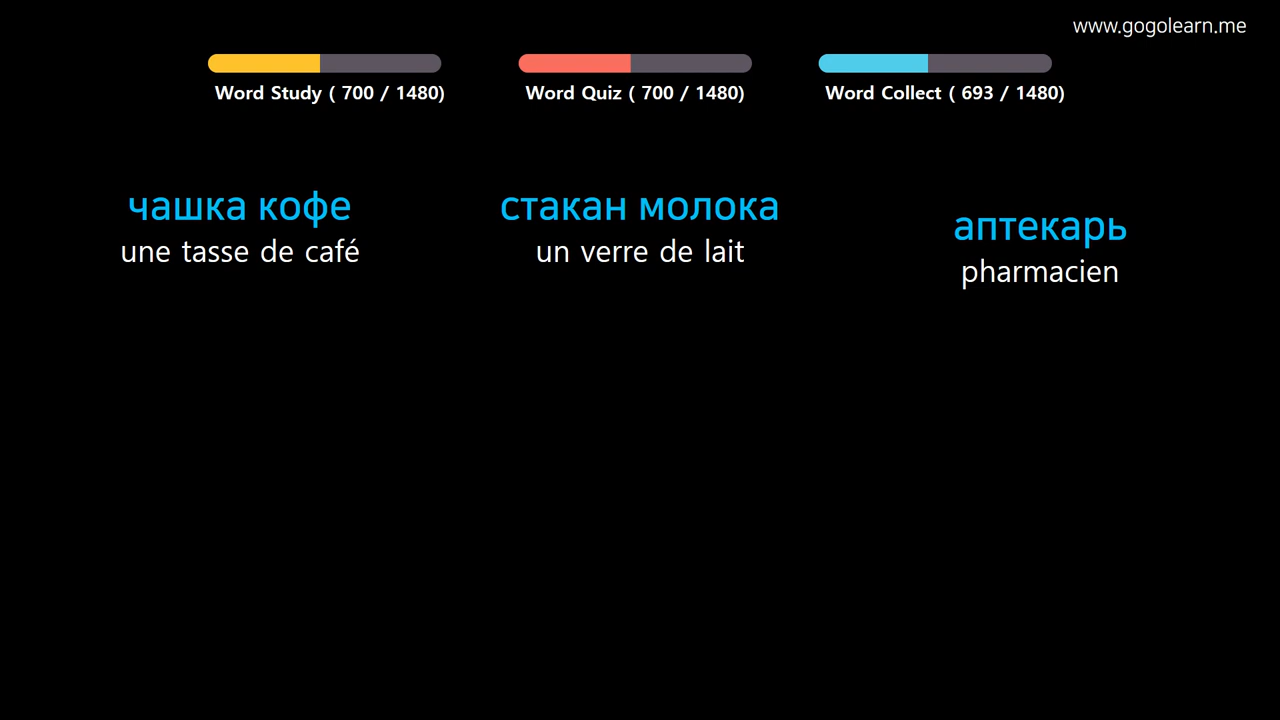 www.gogolearn.me
Word Study ( 700 / 1480)
Word Quiz ( 700 / 1480)
Word Collect ( 693 / 1480)
чашка кофе
une tasse de café
стакан молока
un verre de lait
аптекарь
pharmacien